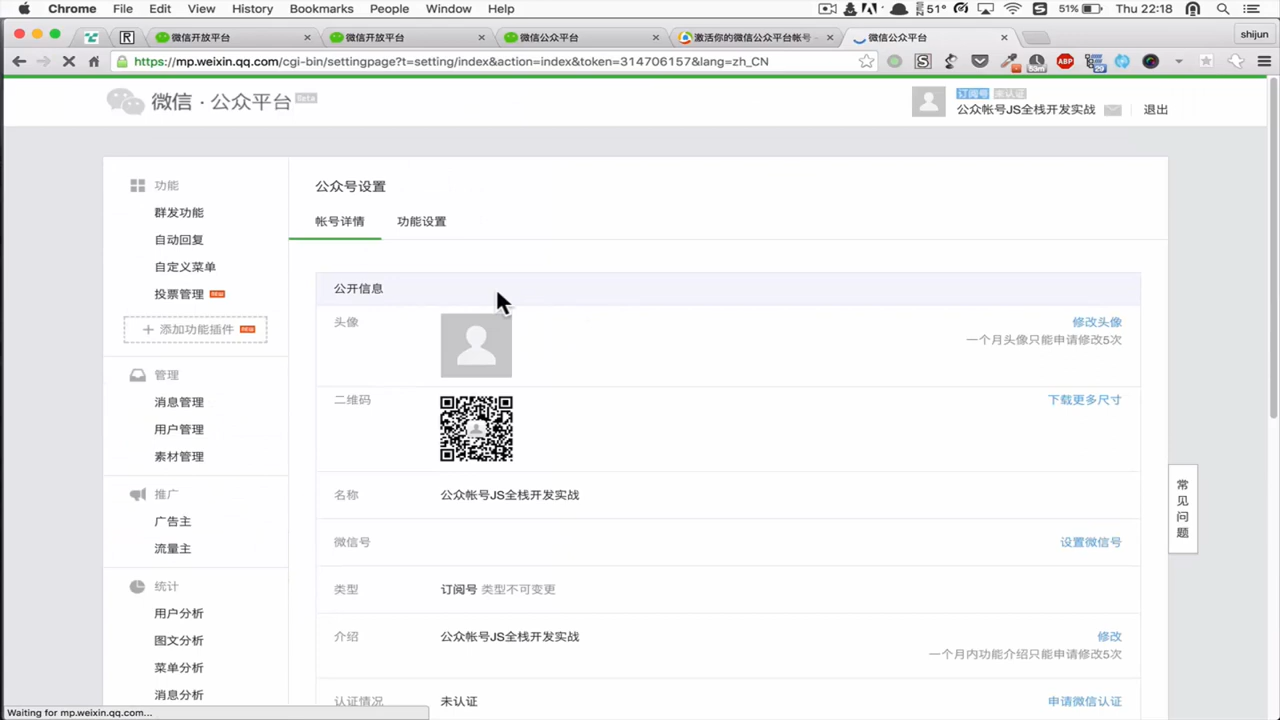 Chrome File Edit View History Bookmarks People Window Help
51° 51% Thu 22:18
微信开放平台 微信开放平台 微信公众平台 激活你的微信公众平台帐号 - 微信公众平台 shijun
https://mp.weixin.qq.com/cgi-bin/settingpage?t=setting/index&action=index&token=314706157&lang=zh_CN
微信·公众平台 Beta
订阅号 未认证
公众帐号JS全栈开发实战 退出
功能
群发功能
自动回复
自定义菜单
投票管理 NEW
+ 添加功能插件 NEW
管理
消息管理
用户管理
素材管理
推广
广告主
流量主
统计
用户分析
图文分析
菜单分析
消息分析
公众号设置
帐号详情 功能设置
公开信息
头像 修改头像
一个月头像只能申请修改5次
二维码 下载更多尺寸
名称 公众帐号JS全栈开发实战
微信号 设置微信号
类型 订阅号 类型不可变更
介绍 公众帐号JS全栈开发实战 修改
一个月内功能介绍只能申请修改5次
认证情况 未认证 申请微信认证
常见问题
Waiting for mp.weixin.qq.com...